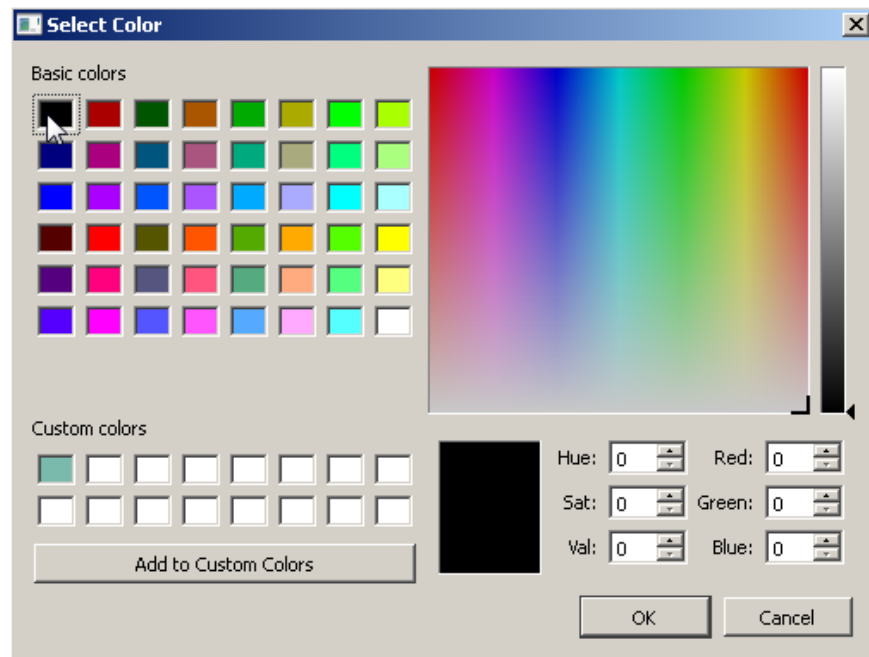 Select Color
Basic colors
Custom colors
Add to Custom Colors
Hue: 0 Red: 0
Sat: 0 Green: 0
Val: 0 Blue: 0
OK Cancel